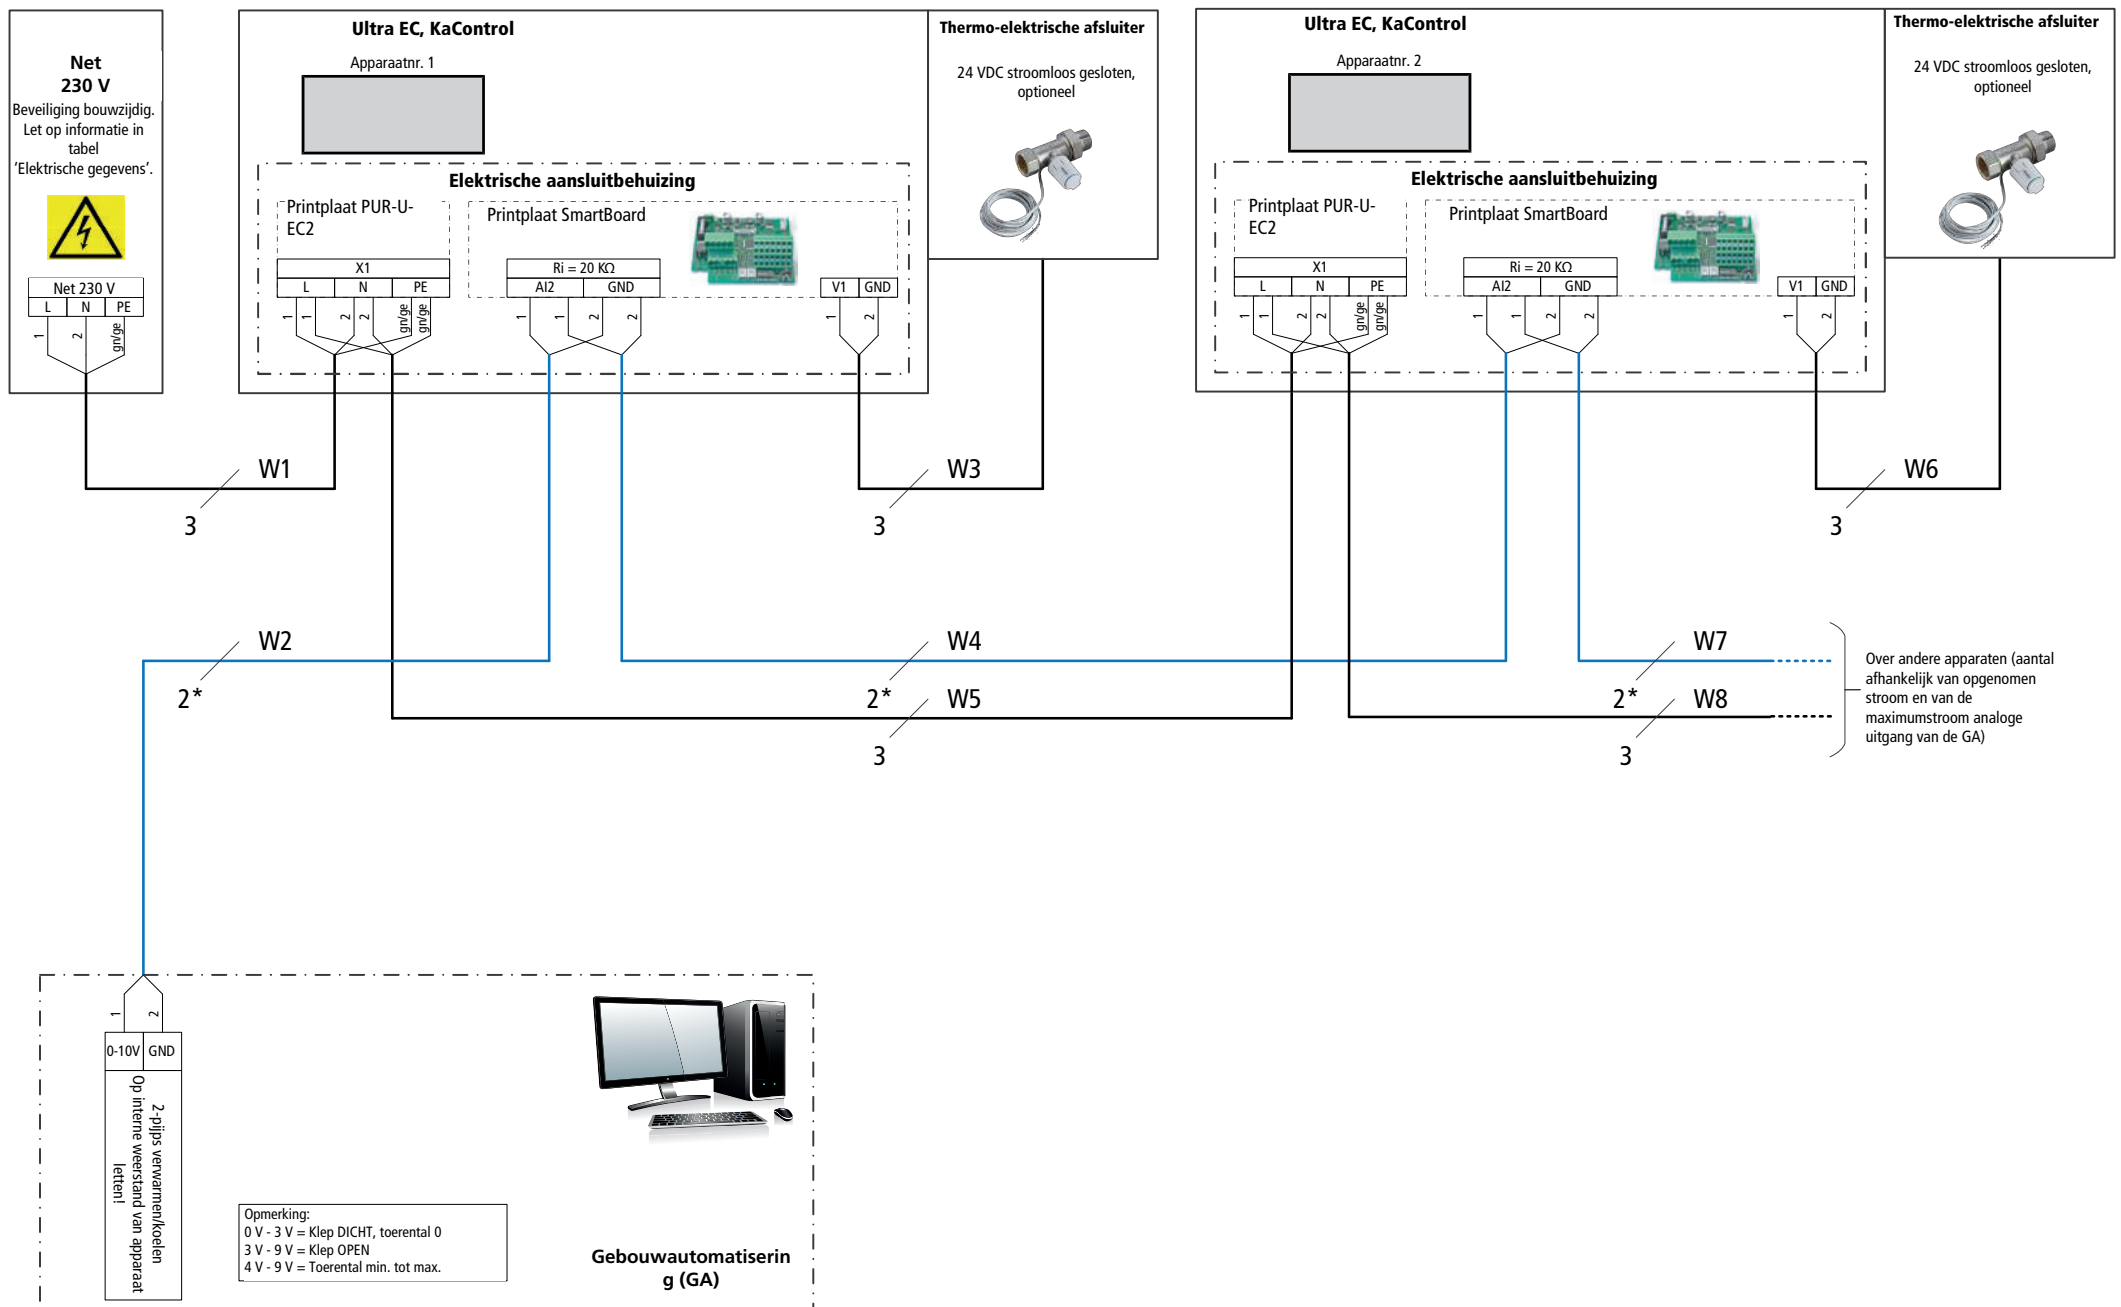 Net
230 V
Beveiliging bouwzijdig.
Let op informatie in
tabel
'Elektrische gegevens'.
Net 230 V
L N PE
1 2 gn/ge
Ultra EC, KaControl
Apparaatnr. 1
Elektrische aansluitbehuizing
Printplaat PUR-U-
EC2
X1
L N PE
1 1 2 2 gn/ge gn/ge
Printplaat SmartBoard
Ri = 20 KΩ
AI2 GND
1 1 2 2
V1 GND
1 2
Thermo-elektrische afsluiter
24 VDC stroomloos gesloten,
optioneel
Ultra EC, KaControl
Apparaatnr. 2
Elektrische aansluitbehuizing
Printplaat PUR-U-
EC2
X1
L N PE
1 1 2 2 gn/ge gn/ge
Printplaat SmartBoard
Ri = 20 KΩ
AI2 GND
1 1 2 2
V1 GND
1 2
Thermo-elektrische afsluiter
24 VDC stroomloos gesloten,
optioneel
W1
3
W3
3
W6
3
W2
2*
W4
2*
W5
3
W7
2*
W8
3
Over andere apparaten (aantal
afhankelijk van opgenomen
stroom en van de
maximumstroom analoge
uitgang van de GA)
1 2
0-10V GND
2-pijps verwarmen/koelen
Op interne weerstand van apparaat
letten!
Opmerking:
0 V - 3 V = Klep DICHT, toerental 0
3 V - 9 V = Klep OPEN
4 V - 9 V = Toerental min. tot max.
Gebouwautomatiserin
g (GA)